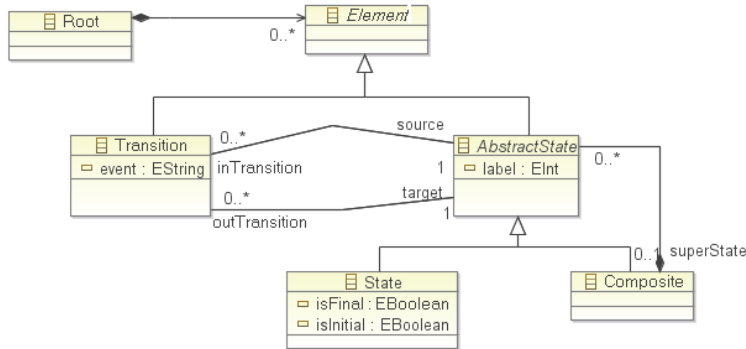 Root
Element
0..*
Transition
event : EString
0..*
inTransition
source
1
AbstractState
label : EInt
0..*
0..*
outTransition
target
1
State
isFinal : EBoolean
isInitial : EBoolean
0..1
superState
Composite